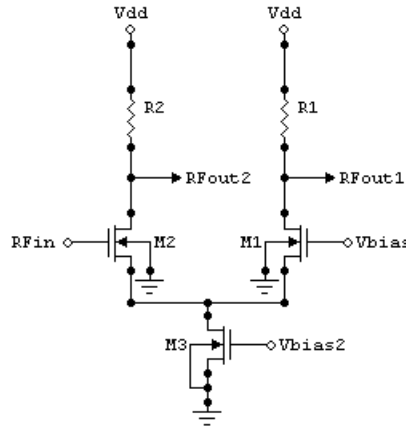 Vdd Vdd
R2 R1
RFout2 RFout1
RFin M2 M1 Vbias
M3 Vbias2